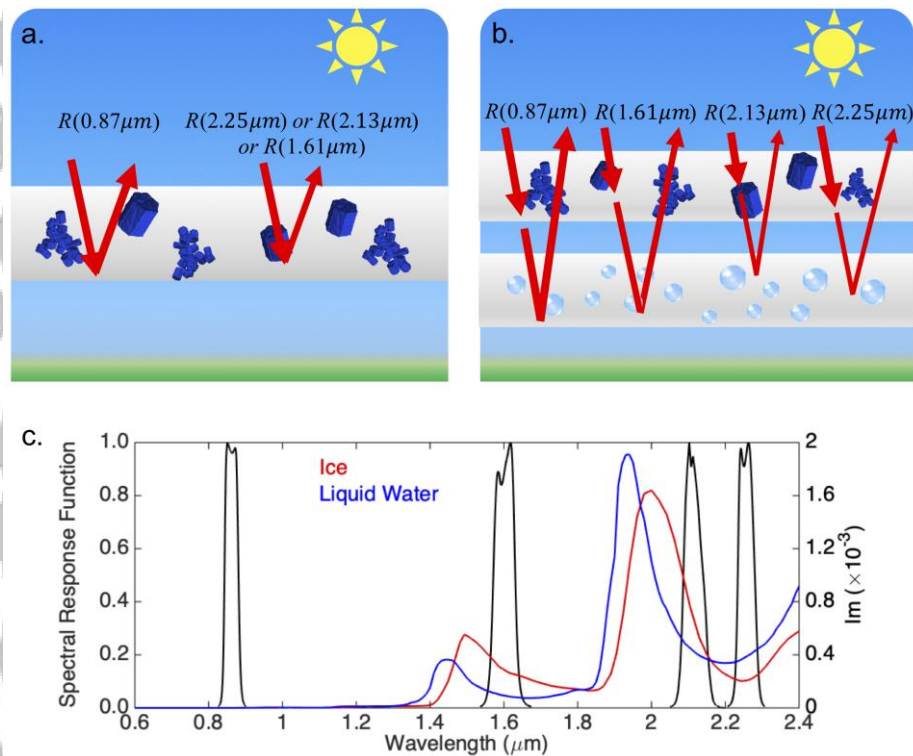 a.
R(0.87μm)
R(2.25μm) or R(2.13μm)
or R(1.61μm)
b.
R(0.87μm) R(1.61μm) R(2.13μm) R(2.25μm)
c.
Ice
Liquid Water
Spectral Response Function
1.0
0.8
0.6
0.4
0.2
0.0
Im (×10⁻³)
2
1.6
1.2
0.8
0.4
0
0.6 0.8 1 1.2 1.4 1.6 1.8 2 2.2 2.4
Wavelength (μm)